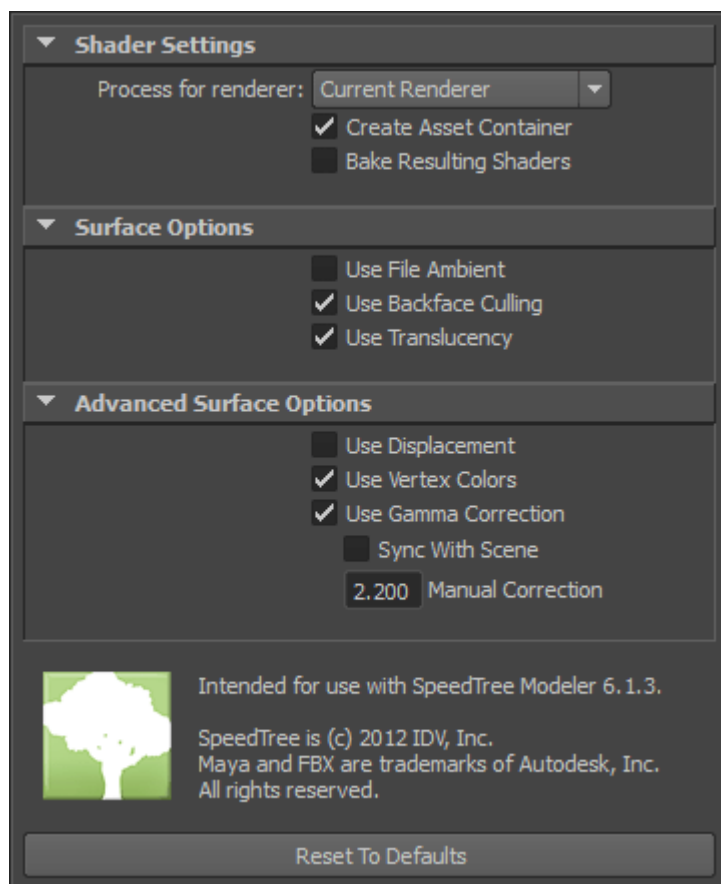 Shader Settings
Process for renderer: Current Renderer
Create Asset Container
Bake Resulting Shaders
Surface Options
Use File Ambient
Use Backface Culling
Use Translucency
Advanced Surface Options
Use Displacement
Use Vertex Colors
Use Gamma Correction
Sync With Scene
2.200 Manual Correction
Intended for use with SpeedTree Modeler 6.1.3.
SpeedTree is (c) 2012 IDV, Inc.
Maya and FBX are trademarks of Autodesk, Inc.
All rights reserved.
Reset To Defaults